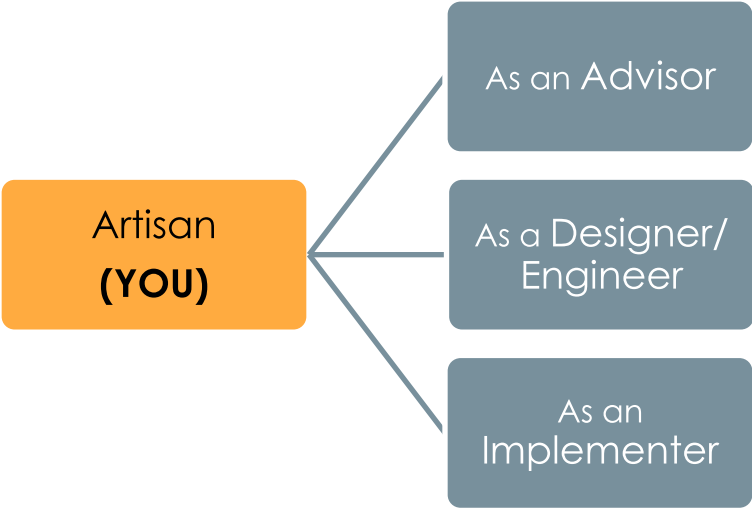 Artisan
(YOU)
As an Advisor
As a Designer/
Engineer
As an
Implementer